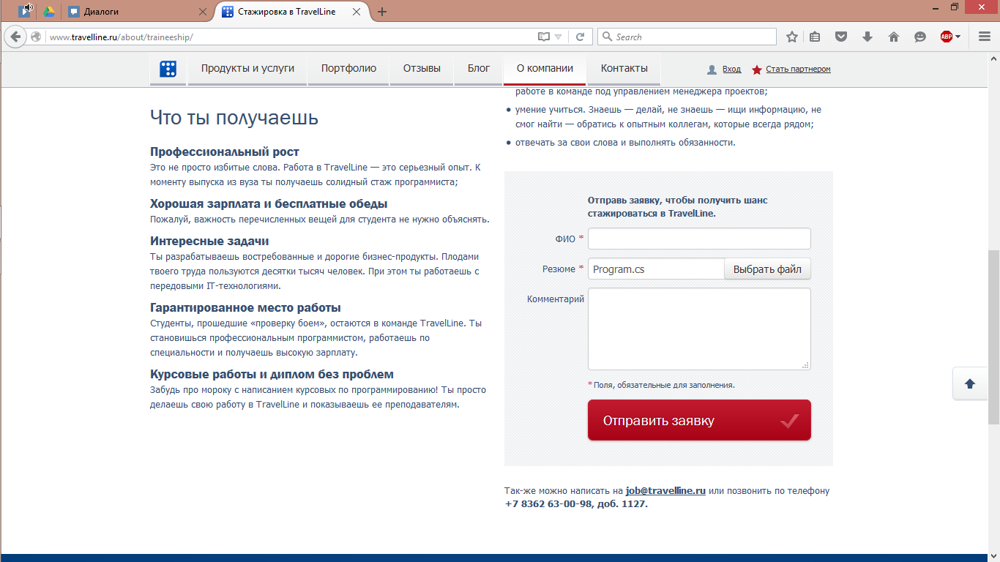 Диалоги
Стажировка в TravelLine
www.travelline.ru/about/traineeship/
Search
ABP
Продукты и услуги
Портфолио
Отзывы
Блог
О компании
Контакты
Вход
Стать партнером
Что ты получаешь
Профессиональный рост
Это не просто избитые слова. Работа в TravelLine — это серьезный опыт. К
моменту выпуска из вуза ты получаешь солидный стаж программиста;
Хорошая зарплата и бесплатные обеды
Пожалуй, важность перечисленных вещей для студента не нужно объяснять.
Интересные задачи
Ты разрабатываешь востребованные и дорогие бизнес-продукты. Плодами
твоего труда пользуются десятки тысяч человек. При этом ты работаешь с
передовыми IT-технологиями.
Гарантированное место работы
Студенты, прошедшие «проверку боем», остаются в команде TravelLine. Ты
становишься профессиональным программистом, работаешь по
специальности и получаешь высокую зарплату.
Курсовые работы и диплом без проблем
Забудь про мороку с написанием курсовых по программированию! Ты просто
делаешь свою работу в TravelLine и показываешь ее преподавателям.
работе в команде под управлением менеджера проектов;
• умение учиться. Знаешь — делай, не знаешь — ищи информацию, не
смог найти — обратись к опытным коллегам, которые всегда рядом;
• отвечать за свои слова и выполнять обязанности.
Отправь заявку, чтобы получить шанс
стажироваться в TravelLine.
ФИО *
Резюме * Program.cs Выбрать файл
Комментарий
* Поля, обязательные для заполнения.
Отправить заявку
Так-же можно написать на job@travelline.ru или позвонить по телефону
+7 8362 63-00-98, доб. 1127.